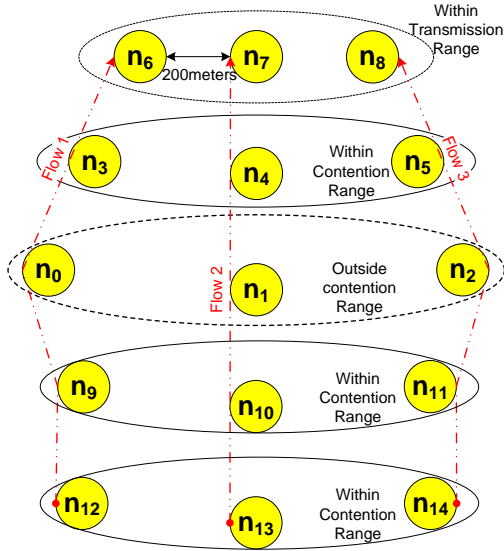 Within
Transmission
Range
n6
n7
n8
200meters
Flow 1
Flow 3
n3
n4
n5
Within
Contention
Range
n0
n1
n2
Flow 2
Outside
contention
Range
n9
n10
n11
Within
Contention
Range
n12
n13
n14
Within
Contention
Range